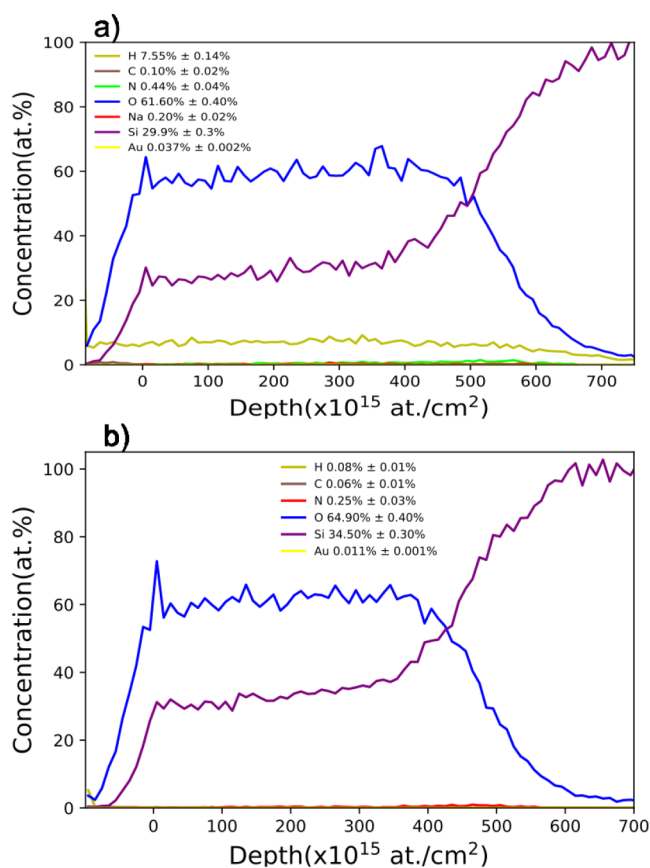 a)
100
80
60
40
20
0
Concentration(at.%)
H 7.55% ± 0.14%
C 0.10% ± 0.02%
N 0.44% ± 0.04%
O 61.60% ± 0.40%
Na 0.20% ± 0.02%
Si 29.9% ± 0.3%
Au 0.037% ± 0.002%
0 100 200 300 400 500 600 700
Depth(x10¹⁵ at./cm²)
b)
100
80
60
40
20
0
Concentration(at.%)
H 0.08% ± 0.01%
C 0.06% ± 0.01%
N 0.25% ± 0.03%
O 64.90% ± 0.40%
Si 34.50% ± 0.30%
Au 0.011% ± 0.001%
0 100 200 300 400 500 600 700
Depth(x10¹⁵ at./cm²)